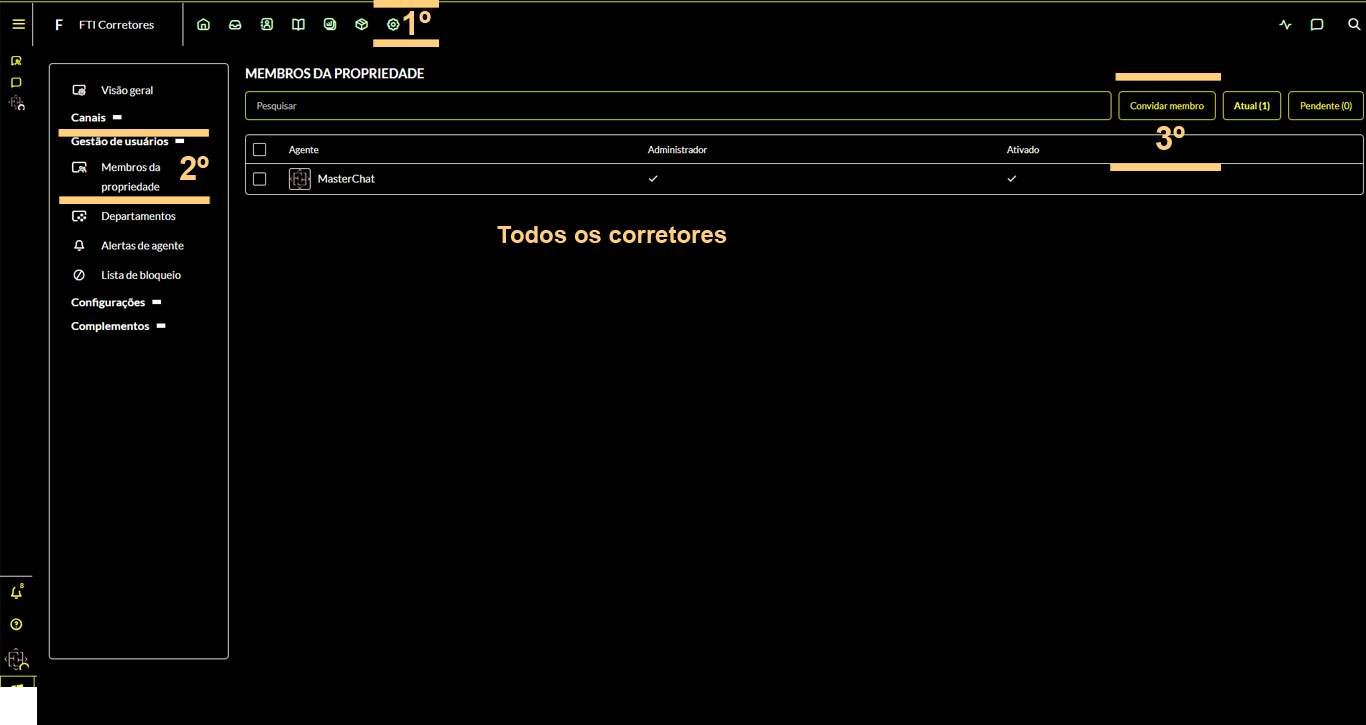 F FTI Corretores 1º
MEMBROS DA PROPRIEDADE
Visão geral
Canais
Gestão de usuários
Membros da
propriedade
2º
Departamentos
Alertas de agente
Lista de bloqueio
Configurações
Complementos
Pesquisar
Convidar membro
Atual (1)
Pendente (0)
3º
Agente Administrador Ativado
MasterChat
Todos os corretores
8